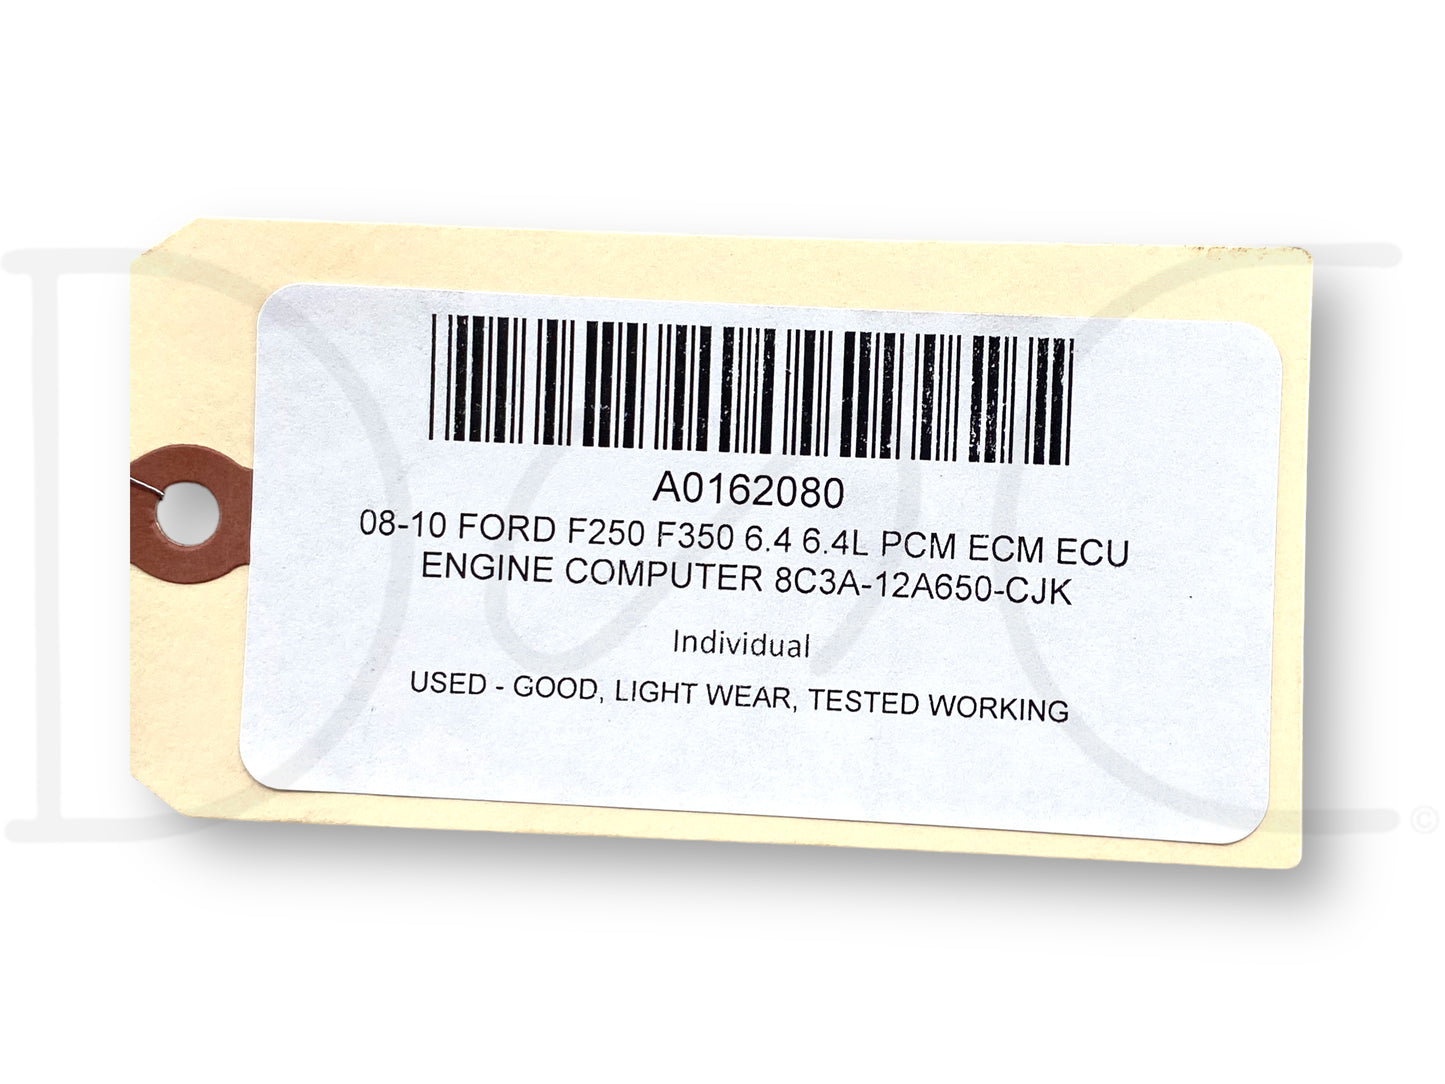 A0162080
08-10 FORD F250 F350 6.4 6.4L PCM ECM ECU
ENGINE COMPUTER 8C3A-12A650-CJK
Individual
USED - GOOD, LIGHT WEAR, TESTED WORKING
©